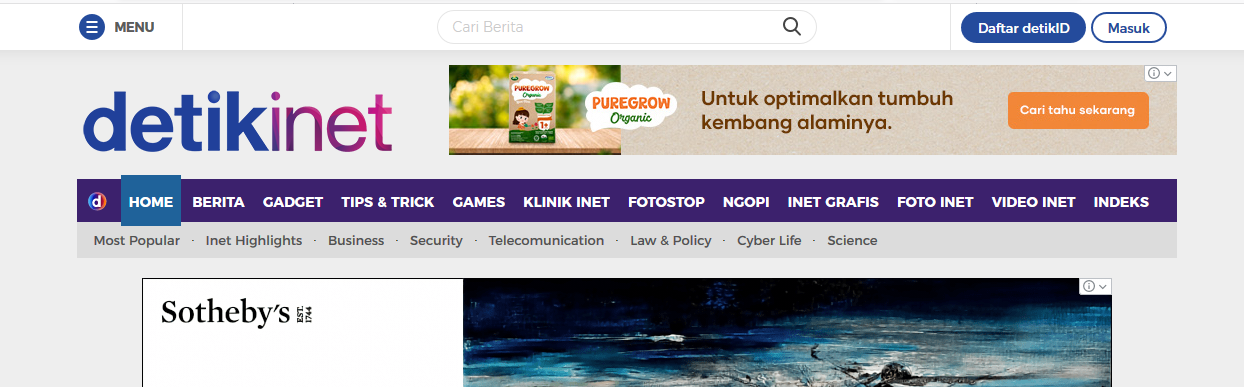 MENU
Cari Berita
Daftar detikID
Masuk
detikinet
PUREGROW
Organic
1+
PUREGROW
Organic
Untuk optimalkan tumbuh
kembang alaminya.
Cari tahu sekarang
d
HOME BERITA GADGET TIPS & TRICK GAMES KLINIK INET FOTOSTOP NGOPI INET GRAFIS FOTO INET VIDEO INET INDEKS
Most Popular · Inet Highlights · Business · Security · Telecomunication · Law & Policy · Cyber Life · Science
Sotheby's EST. 1744